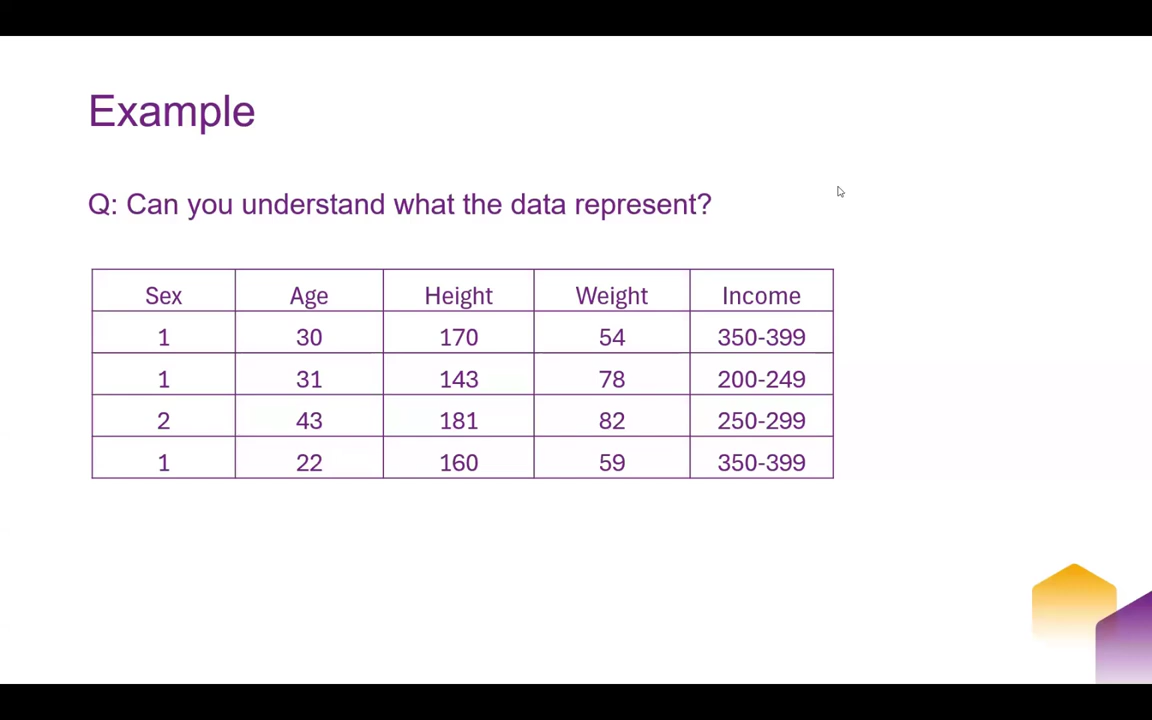 Example
Q: Can you understand what the data represent?
Sex Age Height Weight Income
1 30 170 54 350-399
1 31 143 78 200-249
2 43 181 82 250-299
1 22 160 59 350-399